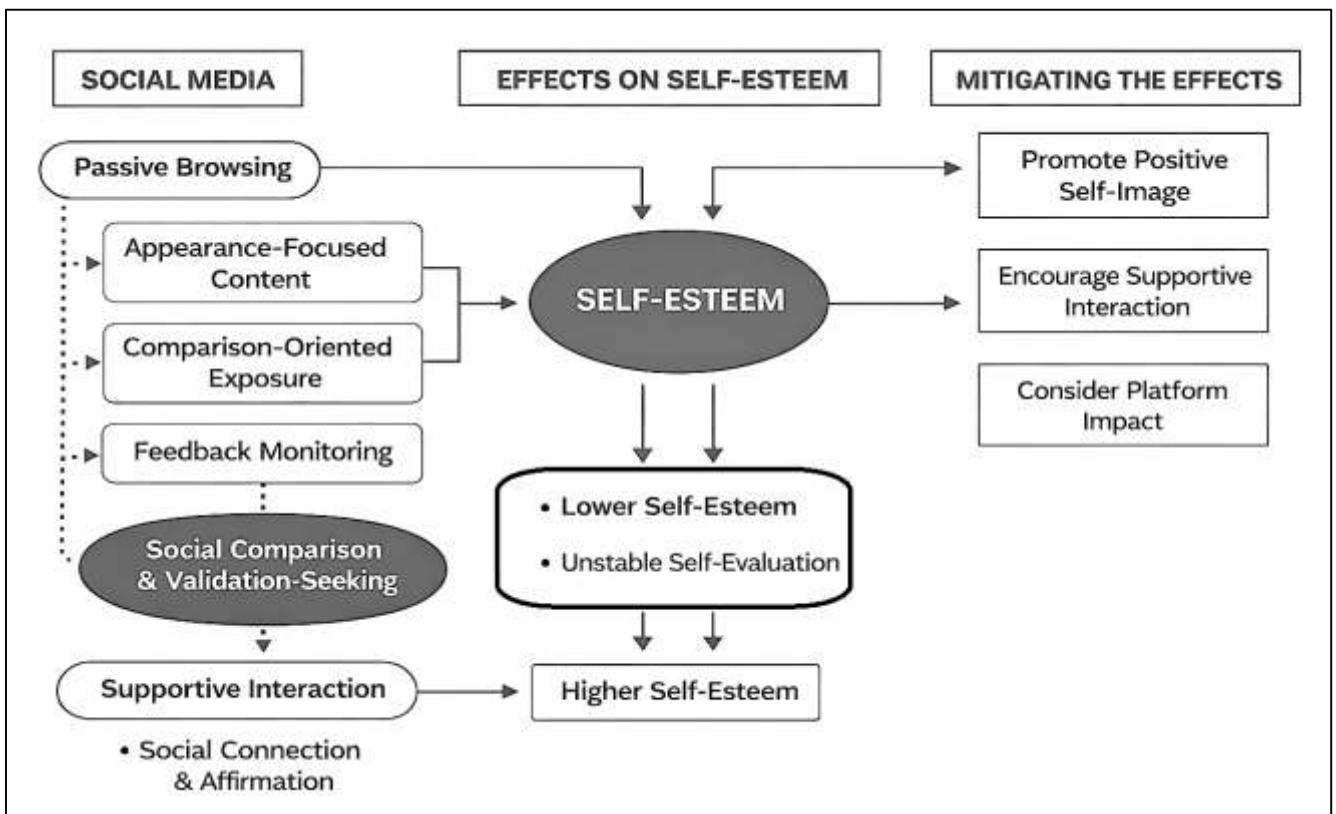 SOCIAL MEDIA
EFFECTS ON SELF-ESTEEM
MITIGATING THE EFFECTS
Passive Browsing
Appearance-Focused
Content
Comparison-Oriented
Exposure
Feedback Monitoring
Social Comparison
& Validation-Seeking
Supportive Interaction
• Social Connection
& Affirmation
SELF-ESTEEM
• Lower Self-Esteem
• Unstable Self-Evaluation
Higher Self-Esteem
Promote Positive
Self-Image
Encourage Supportive
Interaction
Consider Platform
Impact